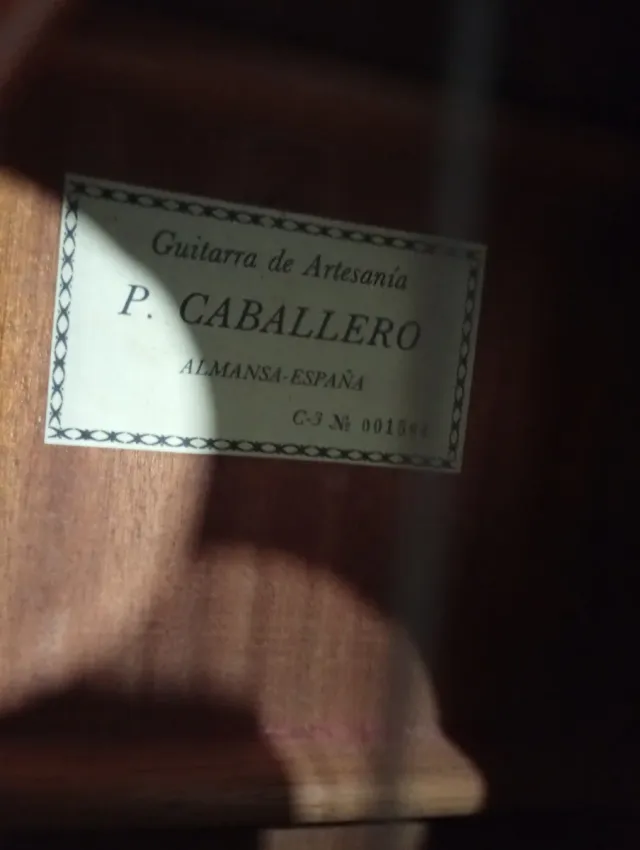 Guitarra de Artesanía
P. CABALLERO
ALMANSA-ESPAÑA
C-3 №